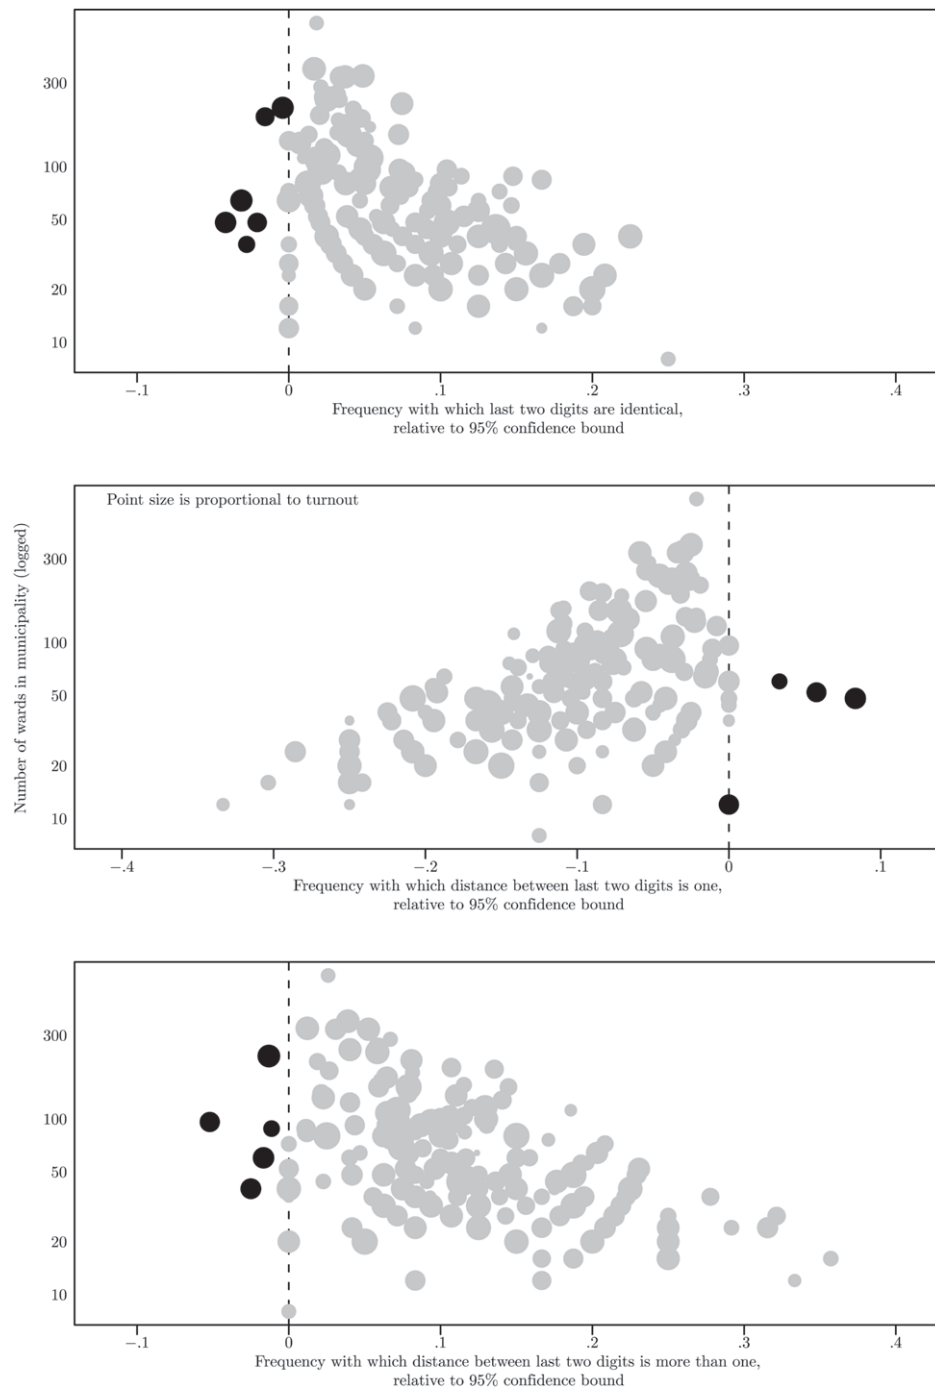 300
100
50
20
10
−.1 0 .1 .2 .3 .4
Frequency with which last two digits are identical,
relative to 95% confidence bound
Point size is proportional to turnout
Number of wards in municipality (logged)
300
100
50
20
10
−.4 −.3 −.2 −.1 0 .1
Frequency with which distance between last two digits is one,
relative to 95% confidence bound
300
100
50
20
10
−.1 0 .1 .2 .3 .4
Frequency with which distance between last two digits is more than one,
relative to 95% confidence bound